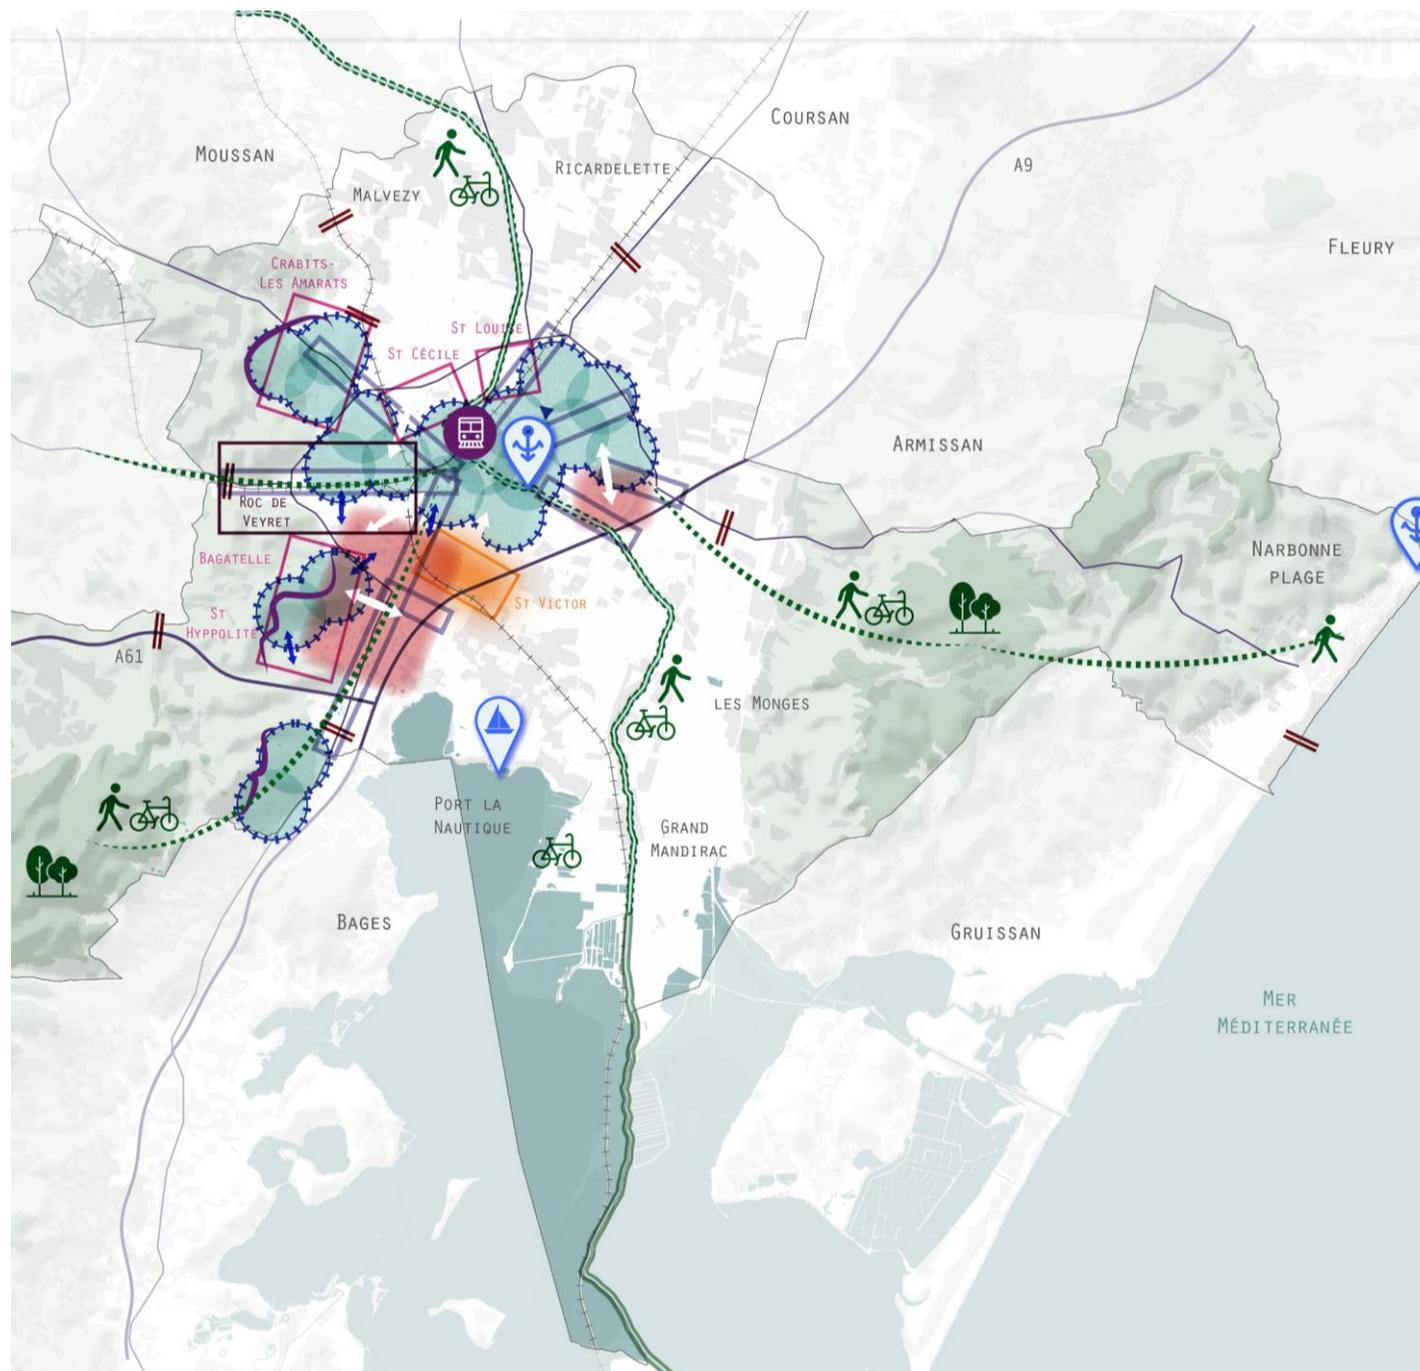 COURSAN
MOUSSAN
A9
RICARDELETTE
MALVEZY
FLEURY
CRABITS-
LES AMARATS
ST LOUISE
ST CÉCILE
ARMISSAN
ROC DE
VEYRET
BAGATELLE
NARBONNE
PLAGE
ST VICTOR
ST
HYPPOLITE
A61
LES MONGES
PORT LA
NAUTIQUE
GRAND
MANDIRAC
BAGES
GRUISSAN
MER
MÉDITERRANÉE